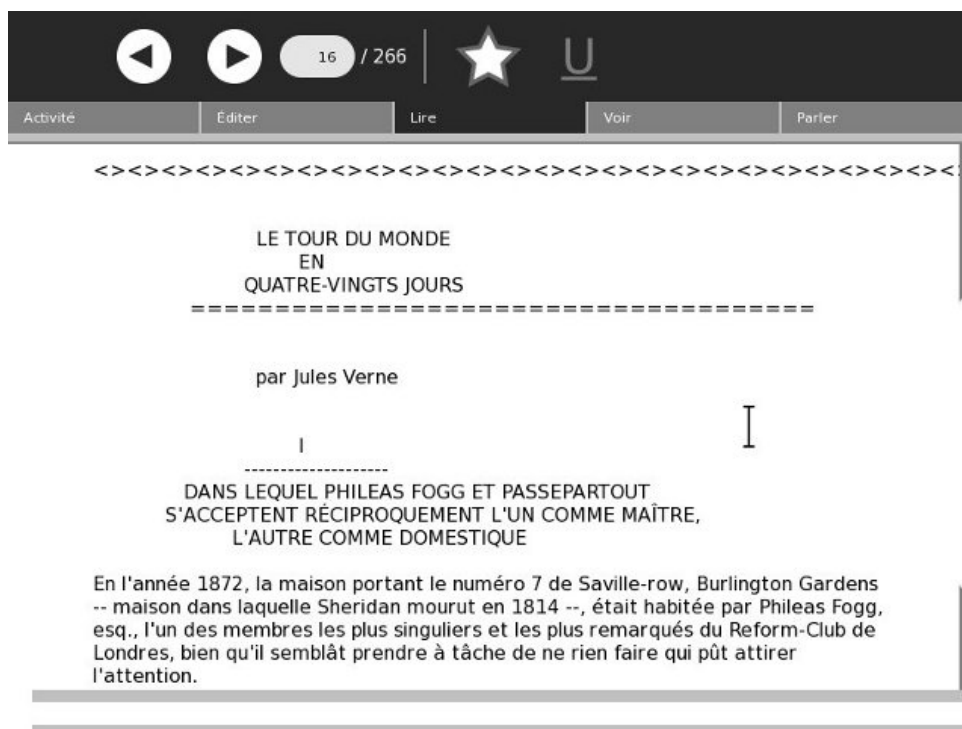 16 / 266 U
Activité Éditer Lire Voir Parler
<><><><><><><><><><><><><><><><><><><><><><><><><><
LE TOUR DU MONDE
EN
QUATRE-VINGTS JOURS
=====================================
par Jules Verne
I
--------------------
DANS LEQUEL PHILEAS FOGG ET PASSEPARTOUT
S'ACCEPTENT RÉCIPROQUEMENT L'UN COMME MAÎTRE,
L'AUTRE COMME DOMESTIQUE
En l'année 1872, la maison portant le numéro 7 de Saville-row, Burlington Gardens
-- maison dans laquelle Sheridan mourut en 1814 --, était habitée par Phileas Fogg,
esq., l'un des membres les plus singuliers et les plus remarqués du Reform-Club de
Londres, bien qu'il semblât prendre à tâche de ne rien faire qui pût attirer
l'attention.